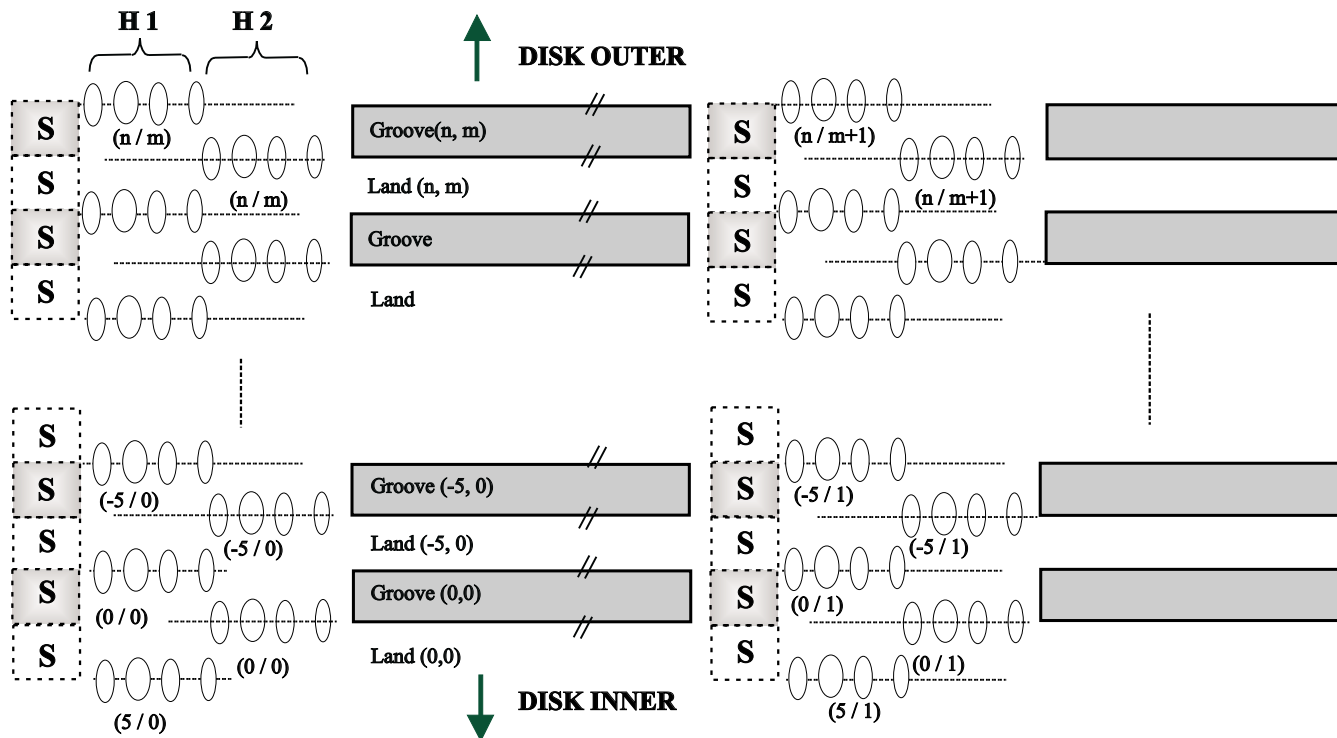 H 1 H 2
DISK OUTER
S S
(n / m) Groove(n, m) (n / m+1)
S S
(n / m) Land (n, m) (n / m+1)
S S
Groove
S S
Land
S S
S S
(-5 / 0) Groove (-5, 0) (-5 / 1)
S S
(-5 / 0) Land (-5, 0) (-5 / 1)
S S
(0 / 0) Groove (0,0) (0 / 1)
S S
(0 / 0) Land (0,0) (0 / 1)
DISK INNER
(5 / 0) (5 / 1)